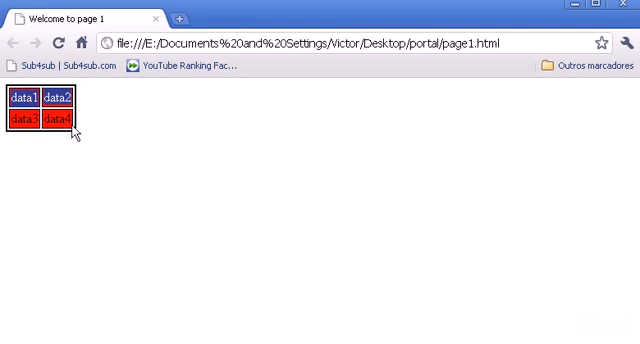 Welcome to page 1
file:///E:/Documents%20and%20Settings/Victor/Desktop/portal/page1.html
Sub4sub | Sub4sub.com YouTube Ranking Fac... Outros marcadores
data1 data2
data3 data4